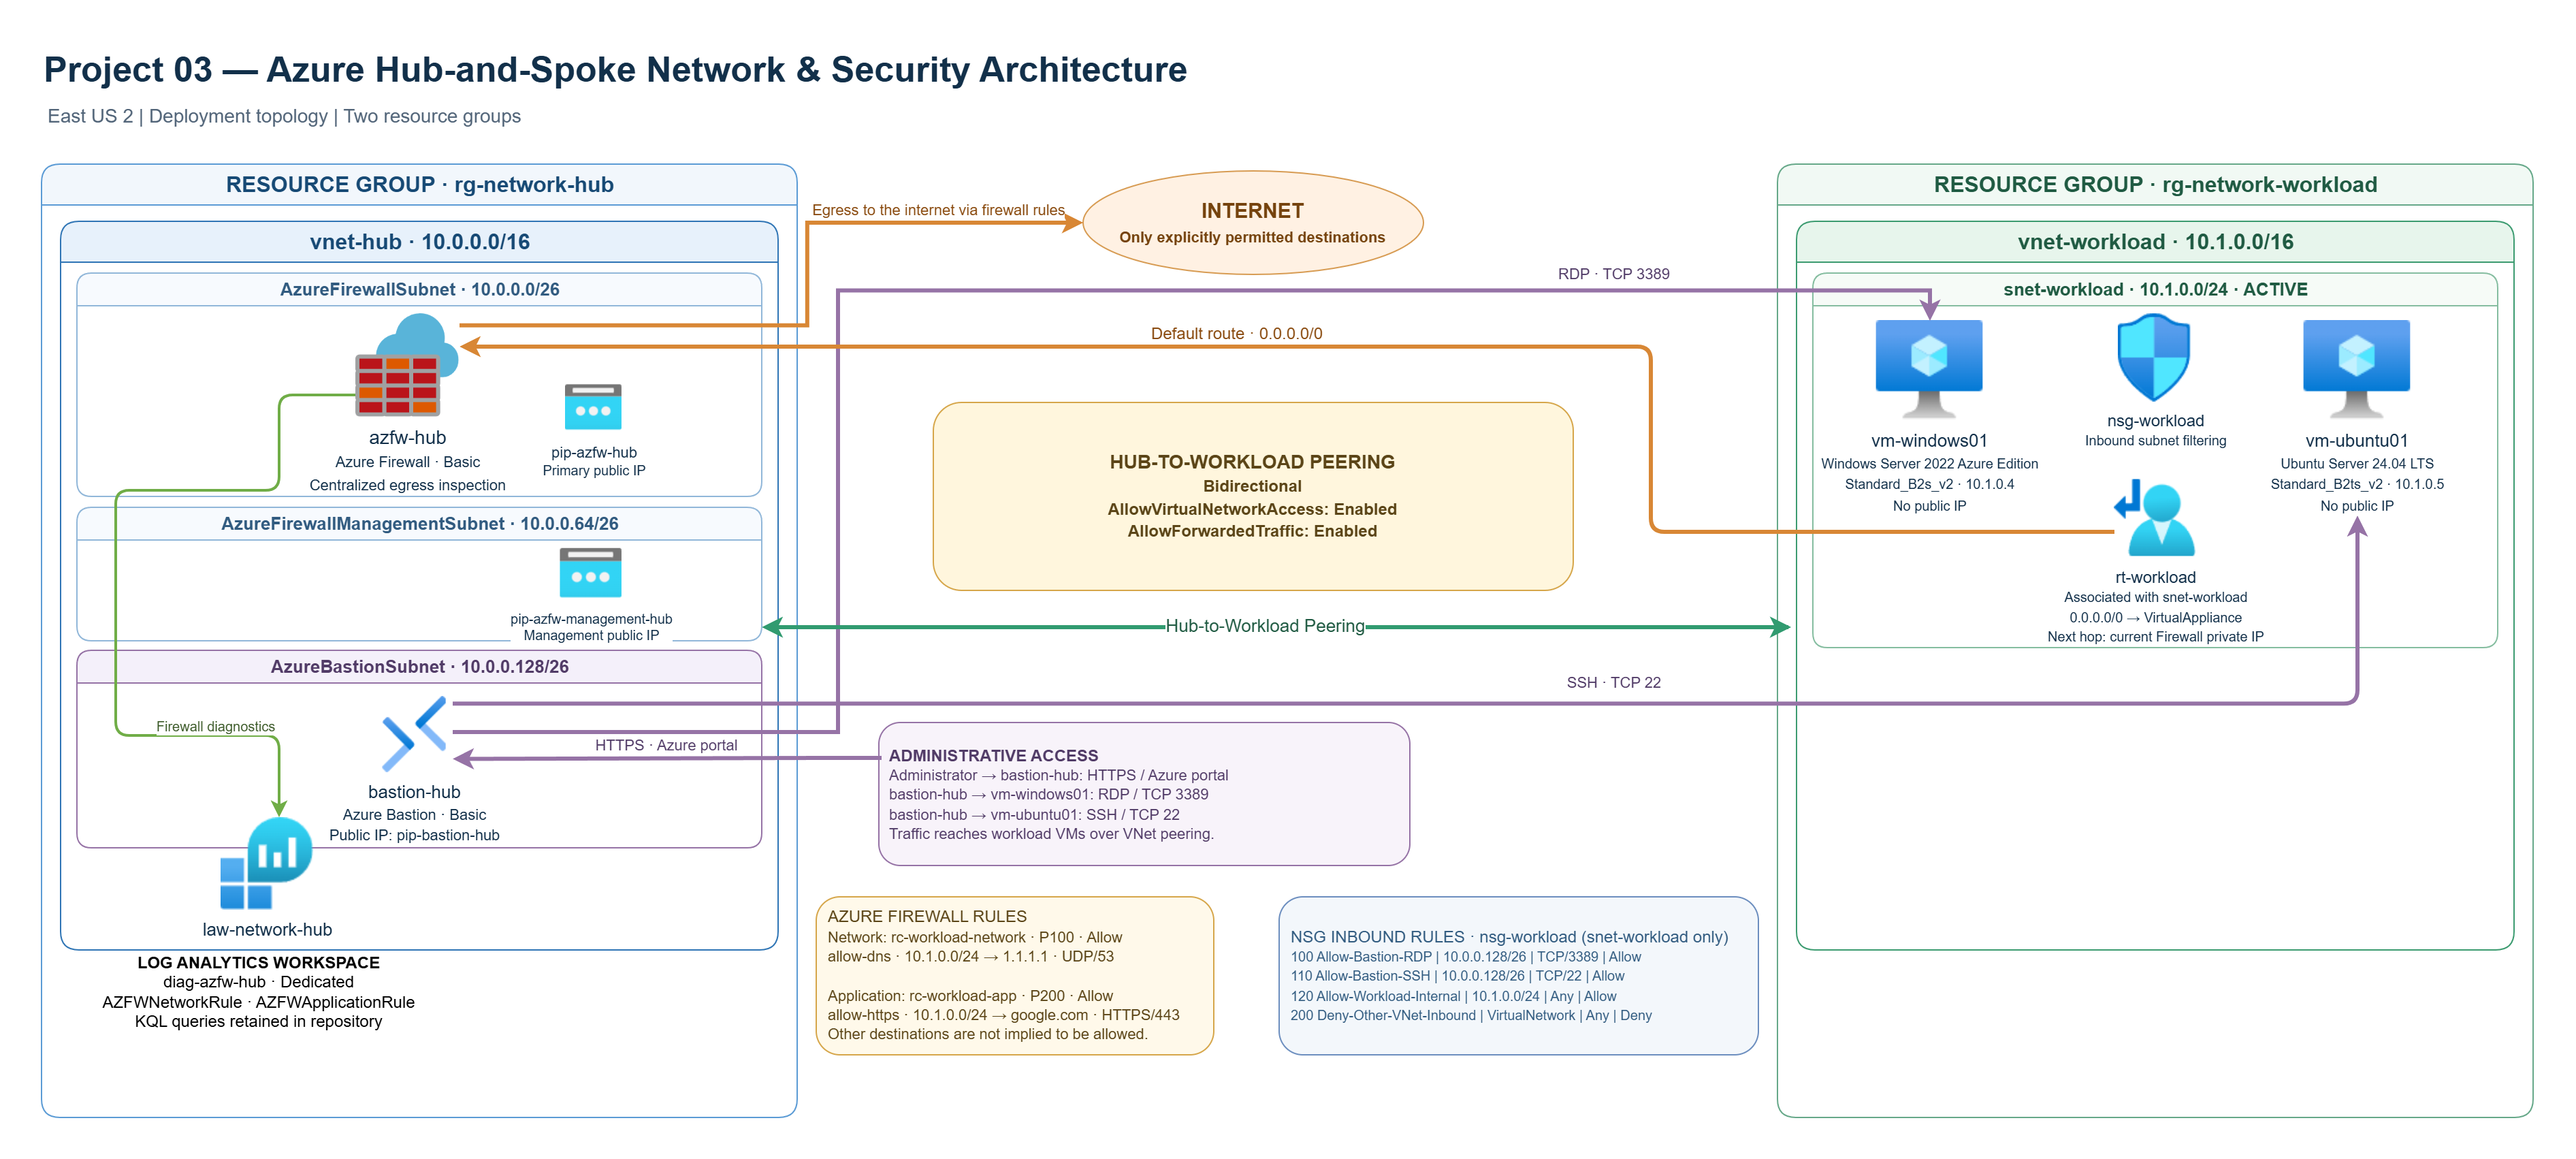 Project 03 — Azure Hub-and-Spoke Network & Security Architecture
East US 2 | Deployment topology | Two resource groups
RESOURCE GROUP · rg-network-hub
vnet-hub · 10.0.0.0/16
AzureFirewallSubnet · 10.0.0.0/26
azfw-hub
Azure Firewall · Basic
Centralized egress inspection
pip-azfw-hub
Primary public IP
AzureFirewallManagementSubnet · 10.0.0.64/26
pip-azfw-management-hub
Management public IP
AzureBastionSubnet · 10.0.0.128/26
Firewall diagnostics
bastion-hub
Azure Bastion · Basic
Public IP: pip-bastion-hub
law-network-hub
LOG ANALYTICS WORKSPACE
diag-azfw-hub · Dedicated
AZFWNetworkRule · AZFWApplicationRule
KQL queries retained in repository
Egress to the internet via firewall rules
INTERNET
Only explicitly permitted destinations
RDP · TCP 3389
Default route · 0.0.0.0/0
HUB-TO-WORKLOAD PEERING
Bidirectional
AllowVirtualNetworkAccess: Enabled
AllowForwardedTraffic: Enabled
Hub-to-Workload Peering
SSH · TCP 22
HTTPS · Azure portal
ADMINISTRATIVE ACCESS
Administrator → bastion-hub: HTTPS / Azure portal
bastion-hub → vm-windows01: RDP / TCP 3389
bastion-hub → vm-ubuntu01: SSH / TCP 22
Traffic reaches workload VMs over VNet peering.
AZURE FIREWALL RULES
Network: rc-workload-network · P100 · Allow
allow-dns · 10.1.0.0/24 → 1.1.1.1 · UDP/53
Application: rc-workload-app · P200 · Allow
allow-https · 10.1.0.0/24 → google.com · HTTPS/443
Other destinations are not implied to be allowed.
NSG INBOUND RULES · nsg-workload (snet-workload only)
100 Allow-Bastion-RDP | 10.0.0.128/26 | TCP/3389 | Allow
110 Allow-Bastion-SSH | 10.0.0.128/26 | TCP/22 | Allow
120 Allow-Workload-Internal | 10.1.0.0/24 | Any | Allow
200 Deny-Other-VNet-Inbound | VirtualNetwork | Any | Deny
RESOURCE GROUP · rg-network-workload
vnet-workload · 10.1.0.0/16
snet-workload · 10.1.0.0/24 · ACTIVE
vm-windows01
Windows Server 2022 Azure Edition
Standard_B2s_v2 · 10.1.0.4
No public IP
nsg-workload
Inbound subnet filtering
vm-ubuntu01
Ubuntu Server 24.04 LTS
Standard_B2ts_v2 · 10.1.0.5
No public IP
rt-workload
Associated with snet-workload
0.0.0.0/0 → VirtualAppliance
Next hop: current Firewall private IP